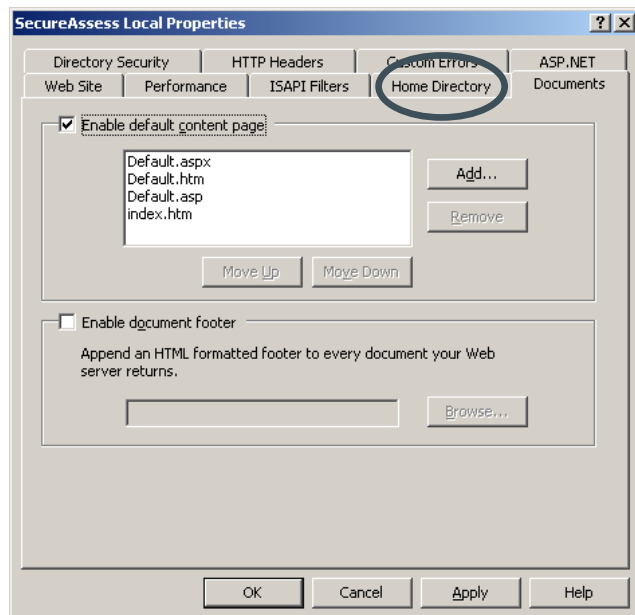 SecureAssess Local Properties
Directory Security HTTP Headers Custom Errors ASP.NET
Web Site Performance ISAPI Filters Home Directory Documents
Enable default content page
Default.aspx
Default.htm
Default.asp
index.htm
Add...
Remove
Move Up Move Down
Enable document footer
Append an HTML formatted footer to every document your Web
server returns.
Browse...
OK Cancel Apply Help